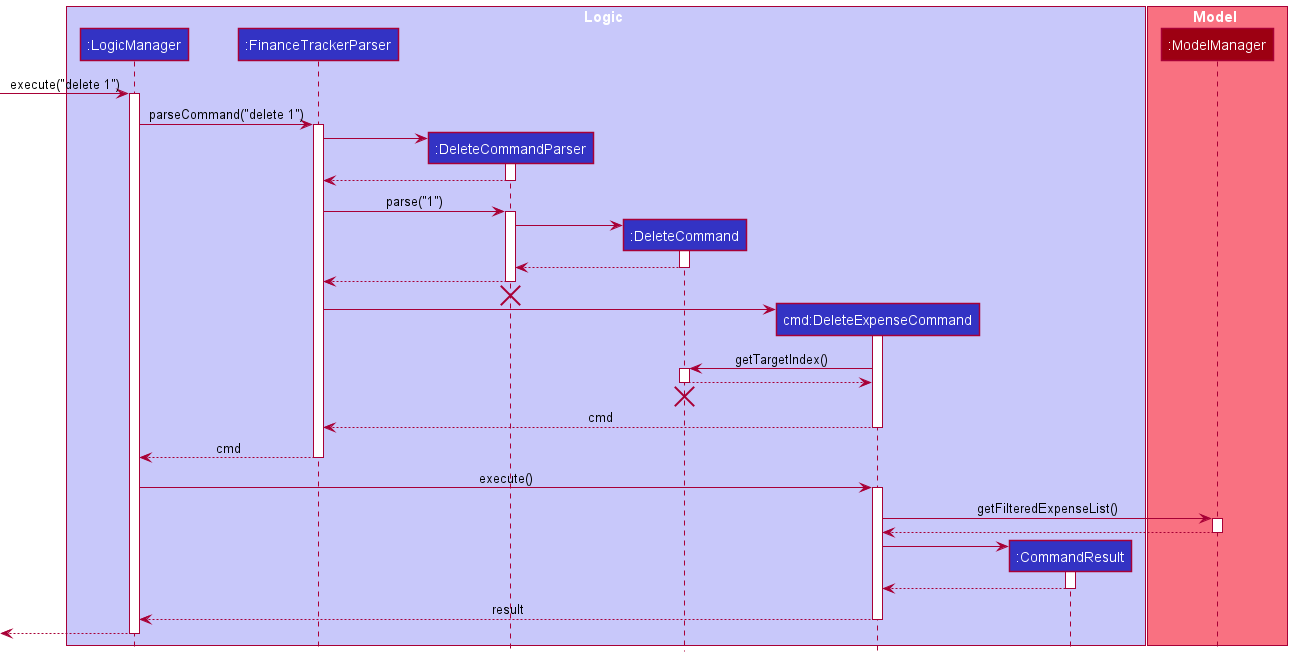 Logic
Model
:LogicManager
:FinanceTrackerParser
:ModelManager
execute("delete 1")
parseCommand("delete 1")
:DeleteCommandParser
parse("1")
:DeleteCommand
cmd:DeleteExpenseCommand
getTargetIndex()
cmd
cmd
execute()
getFilteredExpenseList()
:CommandResult
result